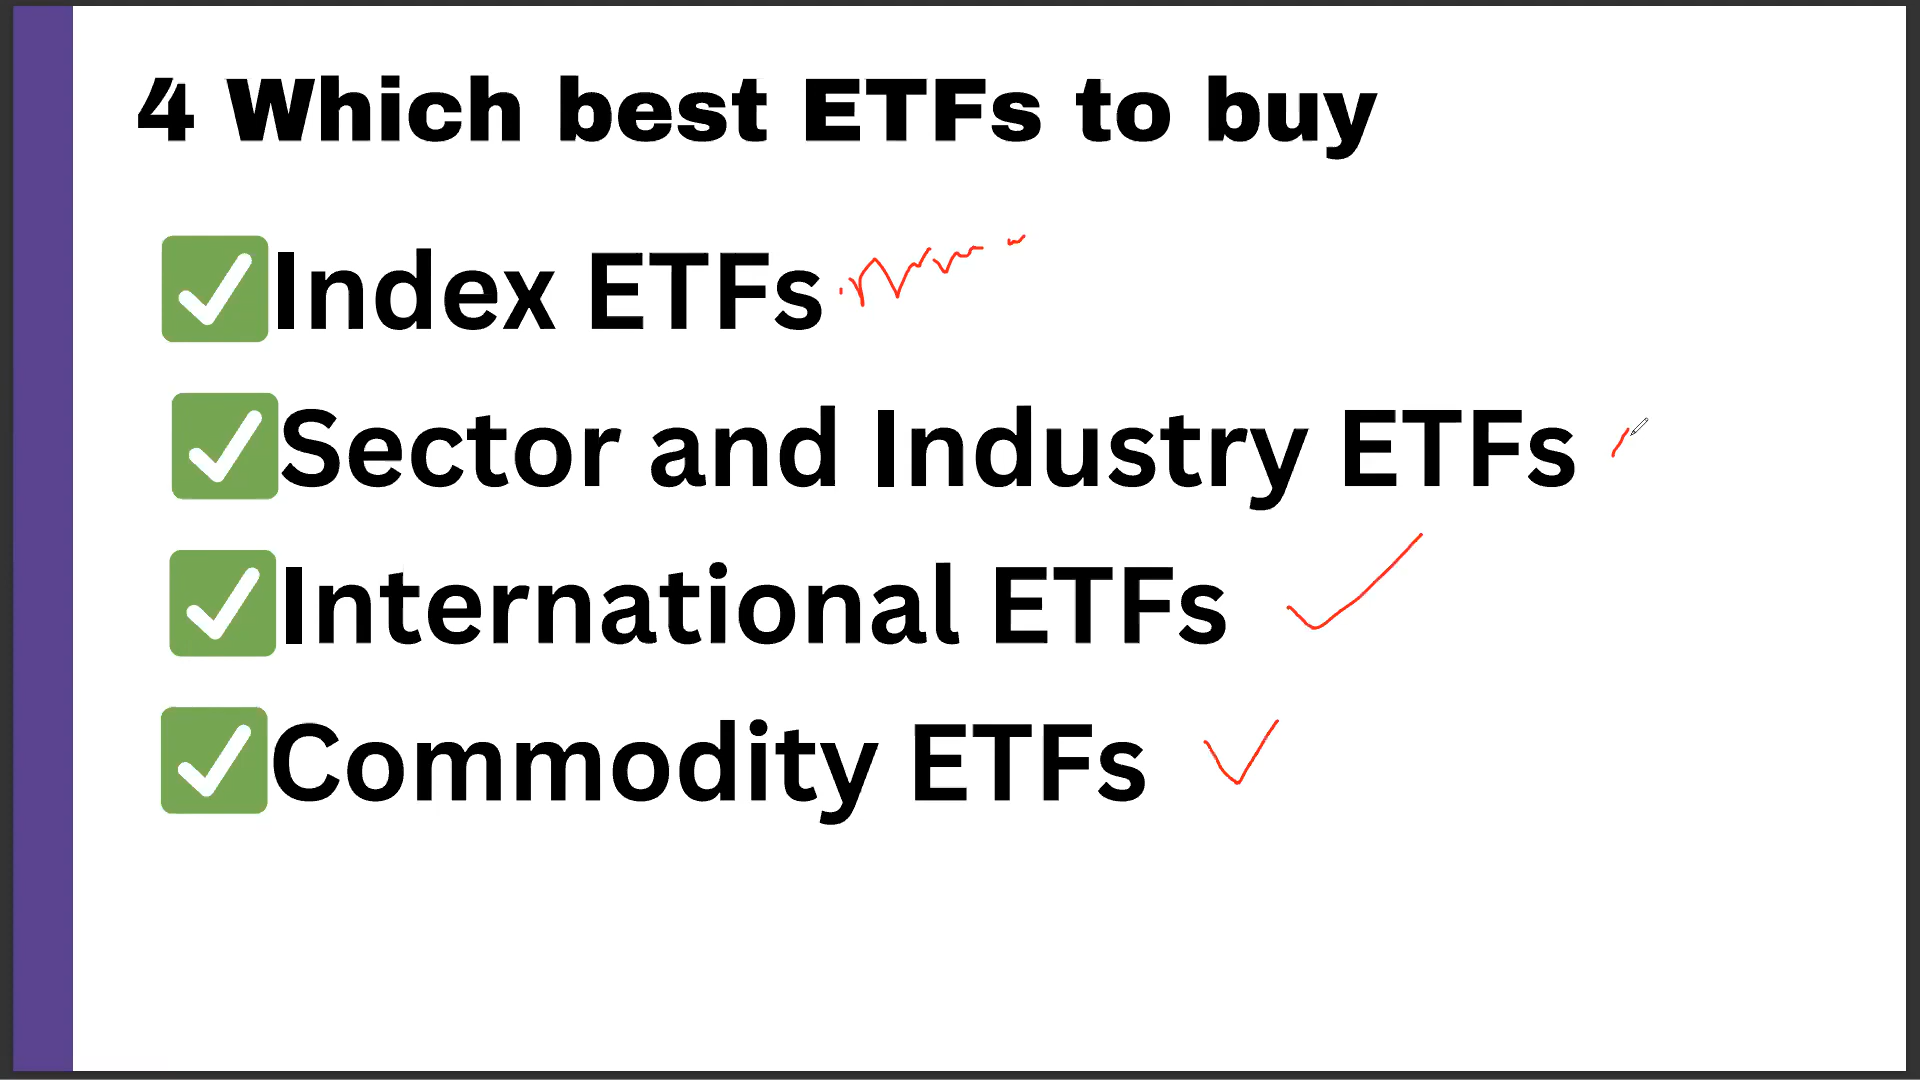 4 Which best ETFs to buy
✅Index ETFs
✅Sector and Industry ETFs
✅International ETFs
✅Commodity ETFs